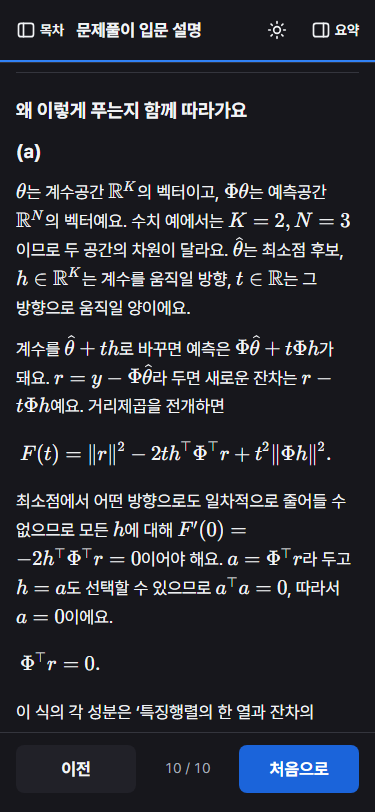 목차 문제풀이 입문 설명 요약
왜 이렇게 푸는지 함께 따라가요
(a)
θ는 계수공간 ℝ^K의 벡터이고, Φθ는 예측공간
ℝ^N의 벡터예요. 수치 예에서는 K = 2, N = 3
이므로 두 공간의 차원이 달라요. θ̂는 최소점 후보,
h ∈ ℝ^K는 계수를 움직일 방향, t ∈ ℝ는 그
방향으로 움직일 양이에요.
계수를 θ̂ + th로 바꾸면 예측은 Φθ̂ + tΦh가
돼요. r = y − Φθ̂라 두면 새로운 잔차는 r −
tΦh예요. 거리제곱을 전개하면
F(t) = ‖r‖² − 2th^⊤Φ^⊤r + t²‖Φh‖².
최소점에서 어떤 방향으로도 일차적으로 줄어들 수
없으므로 모든 h에 대해 F′(0) =
−2h^⊤Φ^⊤r = 0이어야 해요. a = Φ^⊤r라 두고
h = a도 선택할 수 있으므로 a^⊤a = 0, 따라서
a = 0이에요.
Φ^⊤r = 0.
이 식의 각 성분은 ‘특징행렬의 한 열과 잔차의
이전 10 / 10 처음으로